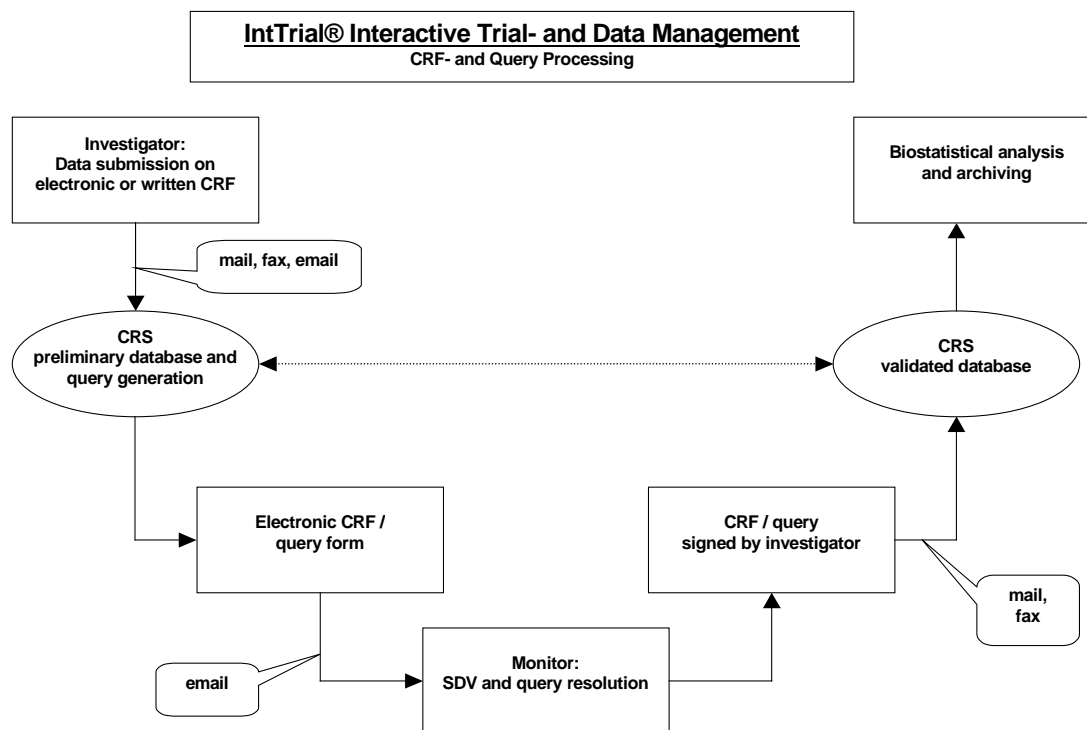 IntTrial® Interactive Trial- and Data Management
CRF- and Query Processing
Investigator:
Data submission on
electronic or written CRF
Biostatistical analysis
and archiving
mail, fax, email
CRS
preliminary database and
query generation
CRS
validated database
Electronic CRF /
query form
CRF / query
signed by investigator
mail,
fax
email
Monitor:
SDV and query resolution